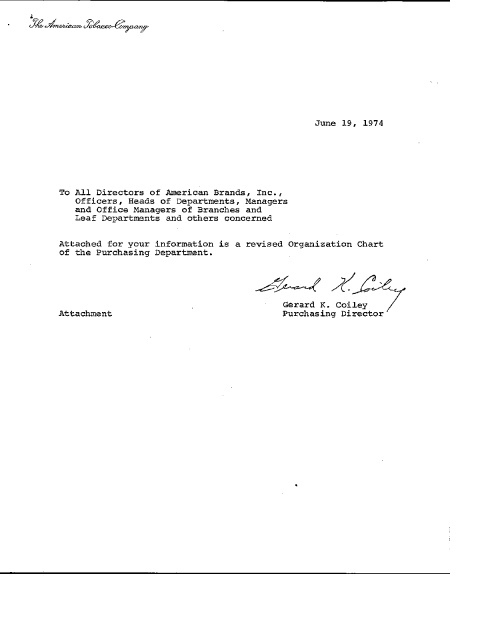 The American Tobacco Company
June 19, 1974
To All Directors of American Brands, Inc.,
Officers, Heads of Departments, Managers
and Office Managers of Branches and
Leaf Departments and others concerned
Attached for your information is a revised Organization Chart
of the Purchasing Department.
Gerard K. Coiley
Gerard K. Coiley
Attachment Purchasing Director